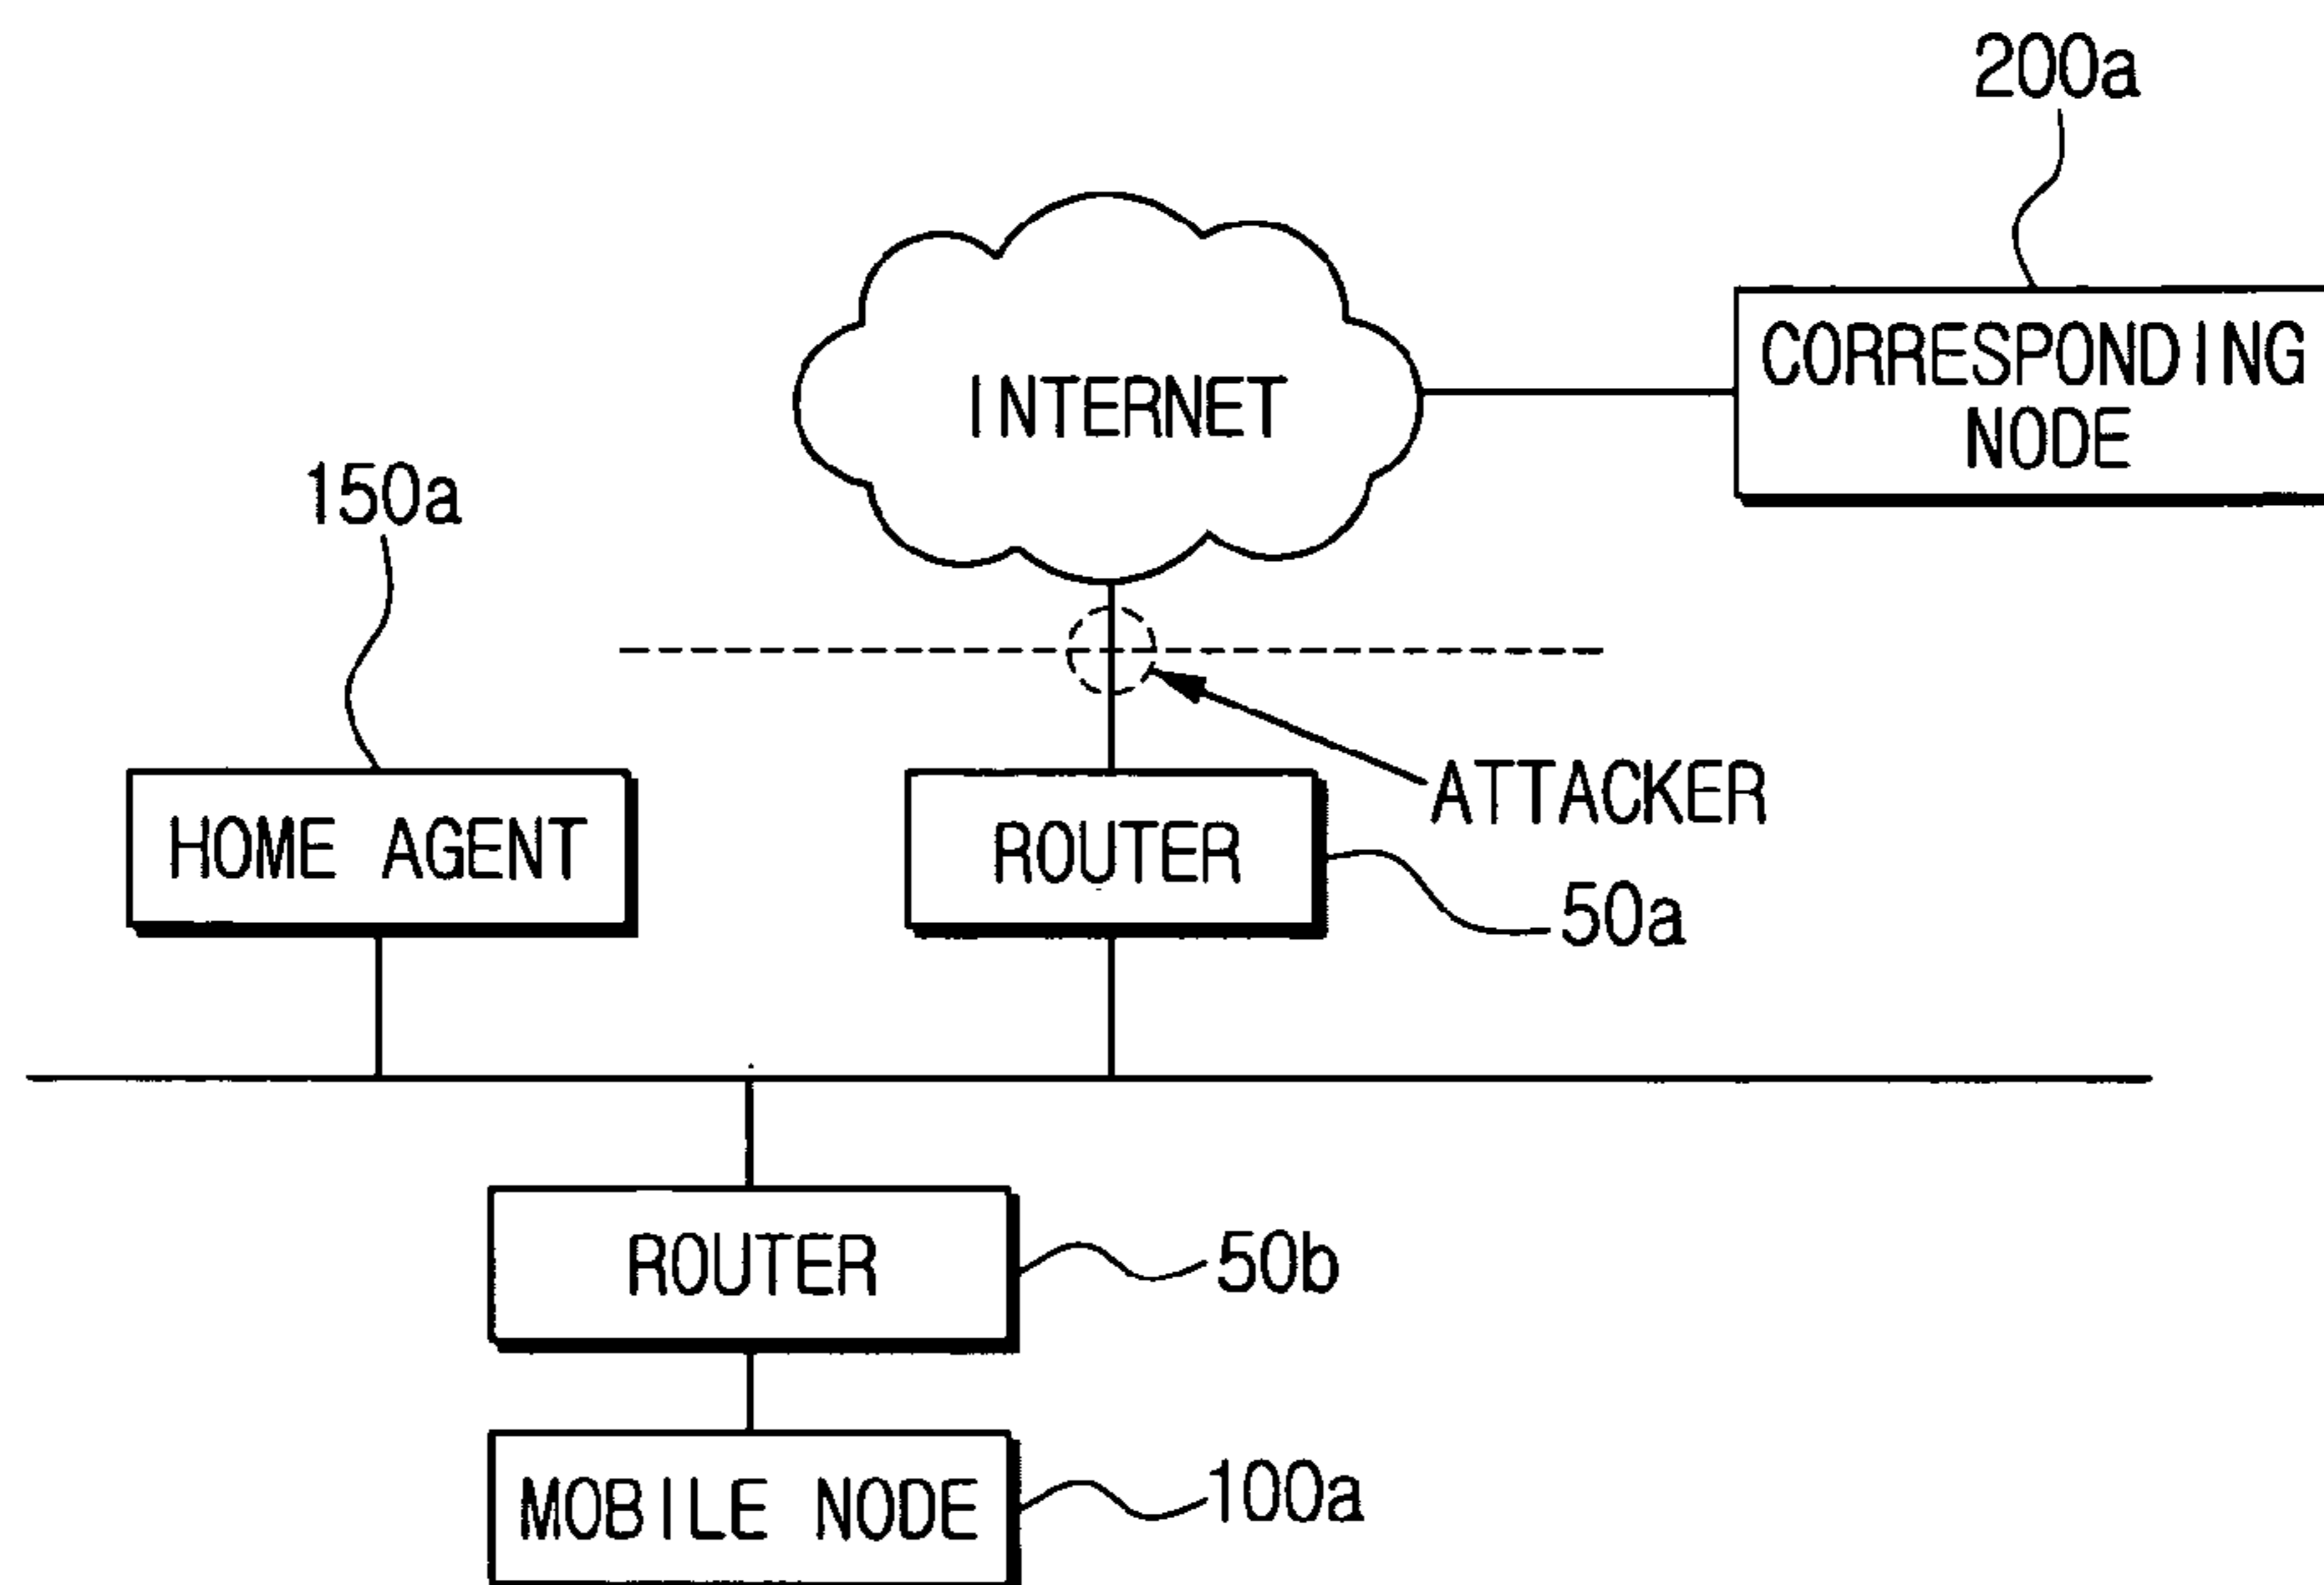 200a
INTERNET
CORRESPONDING
NODE
150a
HOME AGENT
ROUTER
ATTACKER
50a
ROUTER
50b
MOBILE NODE
100a